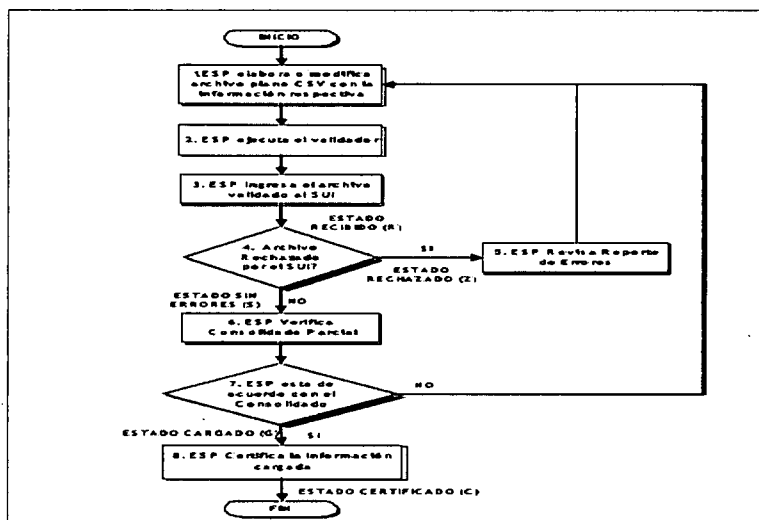 INICIO
1.ESP elabora o modifica
archivo plano CSV con la
Información respectiva
2. ESP ejecuta el validador
3. ESP Ingresa el archivo
validado al SUI
ESTADO
RECIBIDO (R)
4. Archivo
Rechazado
por el SUI?
SI
ESTADO
RECHAZADO (Z)
5. ESP Revisa Reporte
de Errores
ESTADO SIN
ERRORES (S)
NO
6. ESP Verifica
Consolidado Parcial
7. ESP esta de
acuerdo con el
Consolidado
NO
ESTADO CARGADO (G)
SI
8. ESP Certifica la Información
cargada
ESTADO CERTIFICADO (C)
FIN